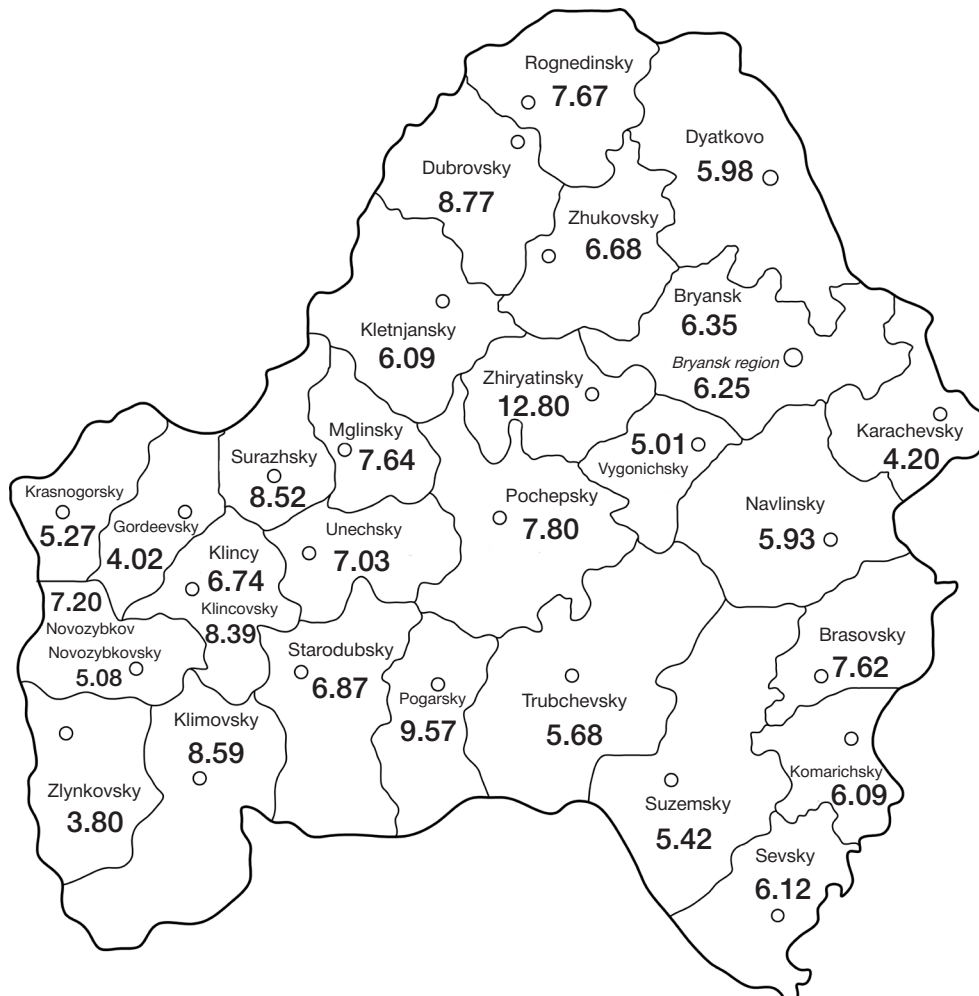 Rognedinsky
7.67
Dyatkovo
5.98
Dubrovsky
8.77
Zhukovsky
6.68
Bryansk
6.35
Bryansk region
6.25
Kletnjansky
6.09
Zhiryatinsky
12.80
Karachevsky
4.20
Mglinsky
7.64
5.01
Vygonichsky
Surazhsky
8.52
Krasnogorsky
5.27
Gordeevsky
4.02
Pochepsky
7.80
Navlinsky
5.93
Unechsky
7.03
Klincy
6.74
Klincovsky
8.39
7.20
Novozybkov
Novozybkovsky
5.08
Starodubsky
6.87
Pogarsky
9.57
Trubchevsky
5.68
Brasovsky
7.62
Klimovsky
8.59
Zlynkovsky
3.80
Komarichsky
6.09
Suzemsky
5.42
Sevsky
6.12